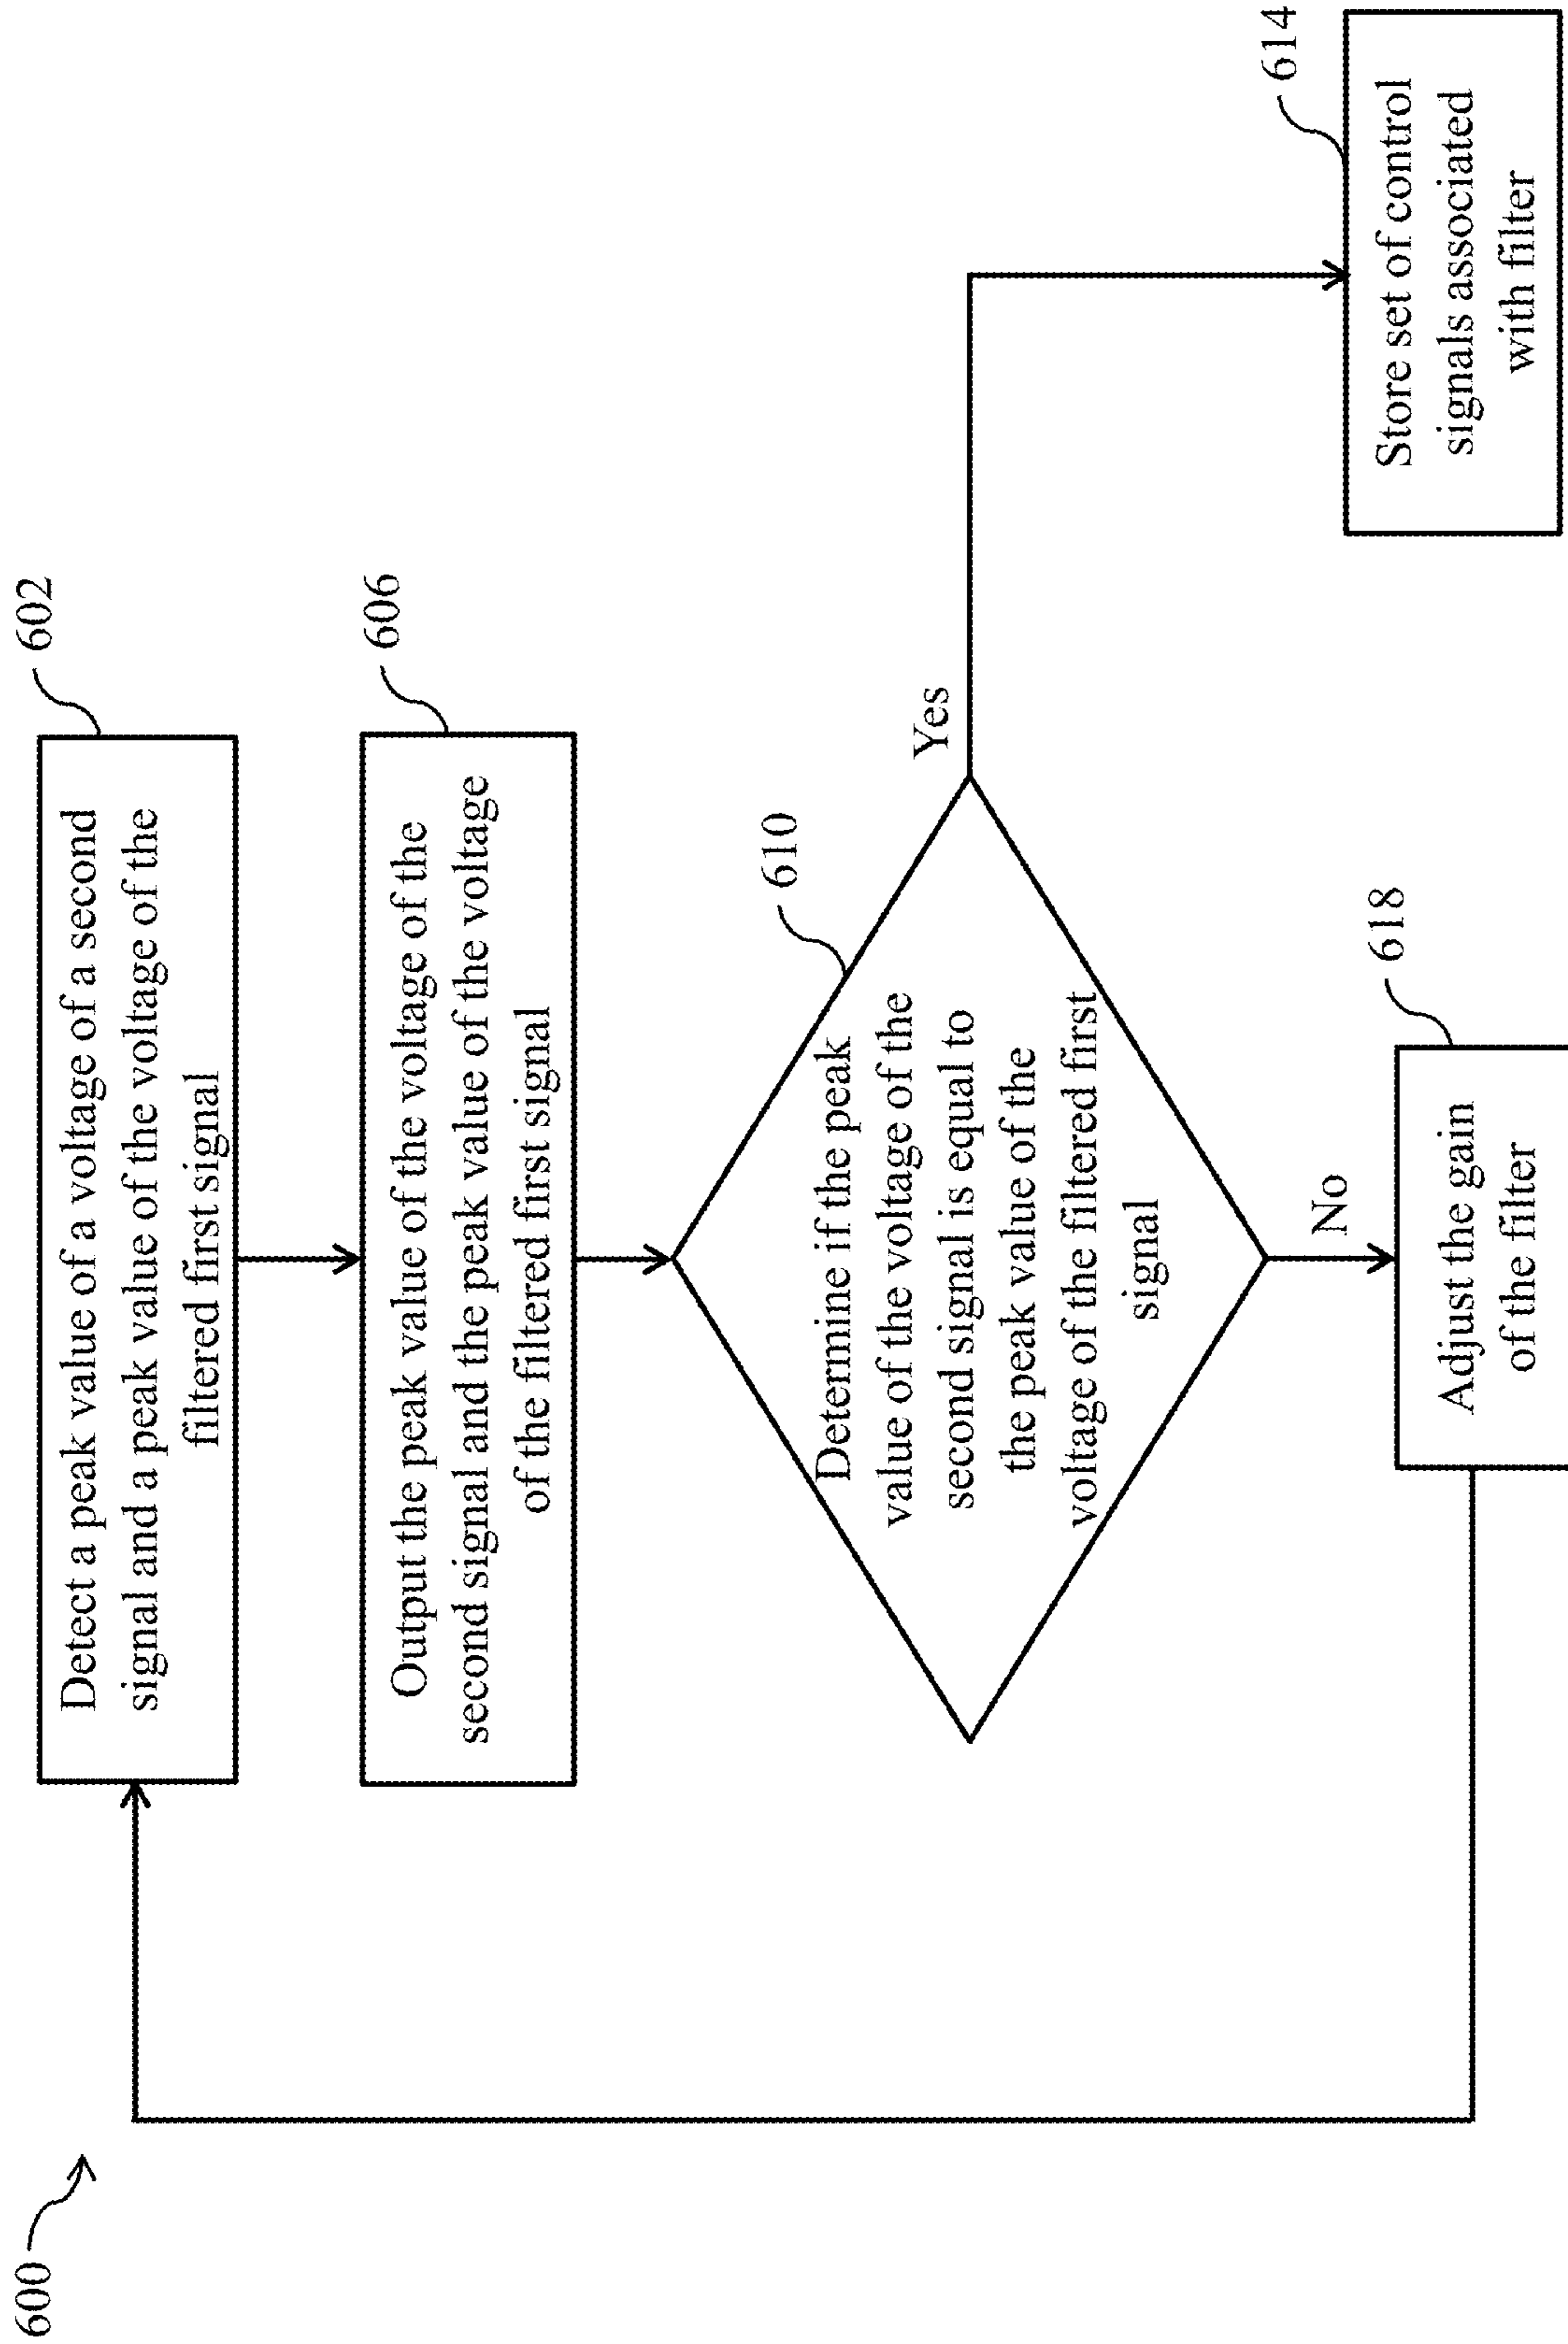 600
602
Detect a peak value of a voltage of a second
signal and a peak value of the voltage of the
filtered first signal
606
Output the peak value of the voltage of the
second signal and the peak value of the voltage
of the filtered first signal
610
Determine if the peak
value of the voltage of the
second signal is equal to
the peak value of the
voltage of the filtered first
signal
Yes
614
Store set of control
signals associated
with filter
No
618
Adjust the gain
of the filter